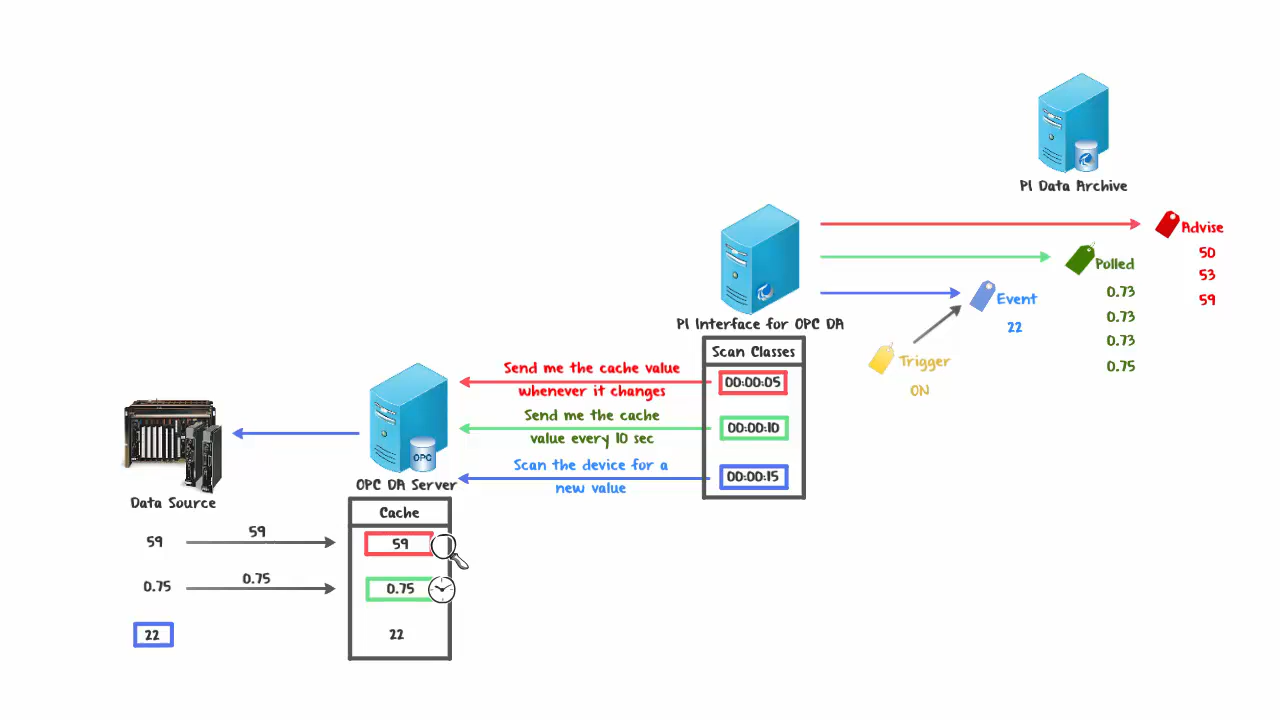 PI Data Archive
Advise
50
53
59
Polled
0.73
0.73
0.73
0.75
Event
22
Trigger
ON
PI Interface for OPC DA
Scan Classes
00:00:05
00:00:10
00:00:15
Send me the cache value
whenever it changes
Send me the cache
value every 10 sec
Scan the device for a
new value
OPC
OPC DA Server
Cache
59
0.75
22
Data Source
59
59
0.75
0.75
22